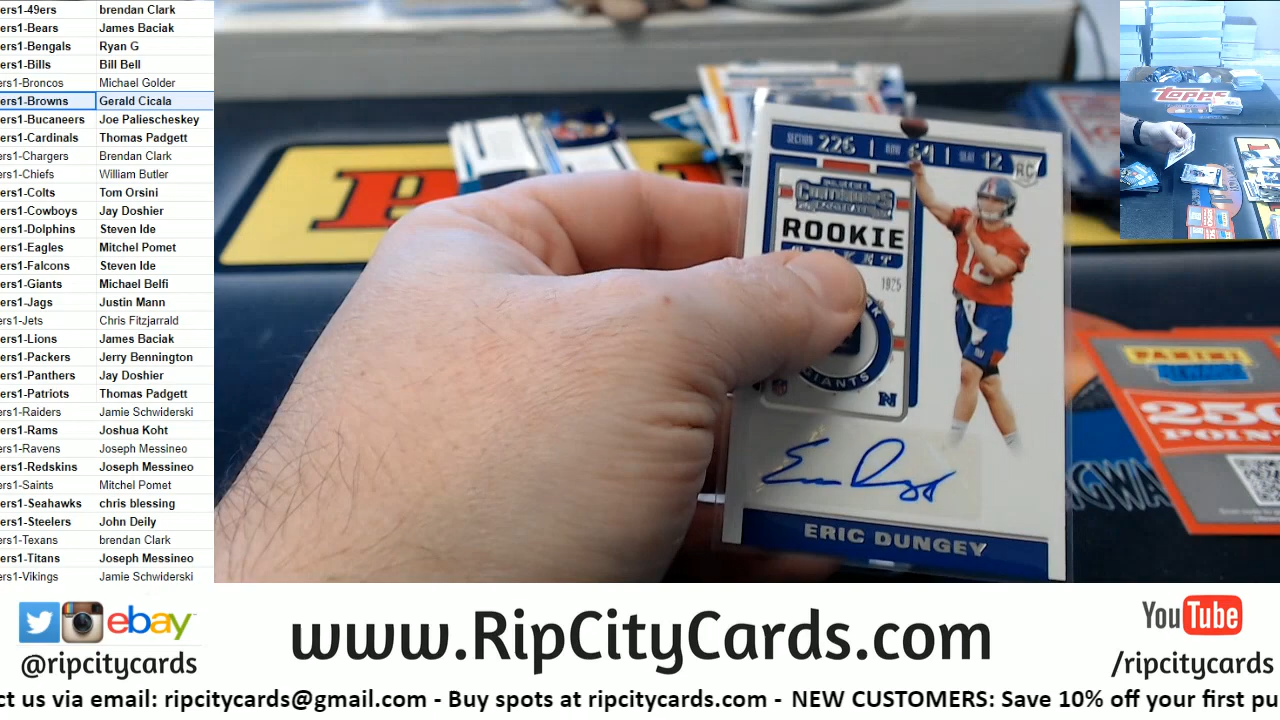 ers1-49ers brendan Clark
ers1-Bears James Baciak
ers1-Bengals Ryan G
ers1-Bills Bill Bell
ers1-Broncos Michael Golder
ers1-Browns Gerald Cicala
ers1-Bucaneers Joe Paliescheskey
ers1-Cardinals Thomas Padgett
ers1-Chargers Brendan Clark
ers1-Chiefs William Butler
ers1-Colts Tom Orsini
ers1-Cowboys Jay Doshier
ers1-Dolphins Steven Ide
ers1-Eagles Mitchel Pomet
ers1-Falcons Steven Ide
ers1-Giants Michael Belfi
ers1-Jags Justin Mann
ers1-Jets Chris Fitzjarrald
ers1-Lions James Baciak
ers1-Packers Jerry Bennington
ers1-Panthers Jay Doshier
ers1-Patriots Thomas Padgett
ers1-Raiders Jamie Schwiderski
ers1-Rams Joshua Koht
ers1-Ravens Joseph Messineo
ers1-Redskins Joseph Messineo
ers1-Saints Mitchel Pomet
ers1-Seahawks chris blessing
ers1-Steelers John Deily
ers1-Texans brendan Clark
ers1-Titans Joseph Messineo
ers1-Vikings Jamie Schwiderski
SECTION 226 | ROW 64 | SEAT 12
RC
CONTENDERS
ROOKIE
1925
GIANTS
12
ERIC DUNGEY
PANINI
REWARDS
250
POINT
Topps
ebay
@ripcitycards
www.RipCityCards.com
YouTube
/ripcitycards
ct us via email: ripcitycards@gmail.com - Buy spots at ripcitycards.com - NEW CUSTOMERS: Save 10% off your first pu